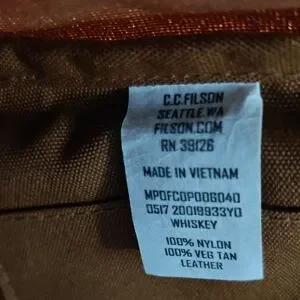 C.C.FILSON
SEATTLE.WA
FILSON.COM
RN 39126
MADE IN VIETNAM
MPOFCOP006040
0517 20019933YO
WHISKEY
100% NYLON
100% VEG TAN
LEATHER